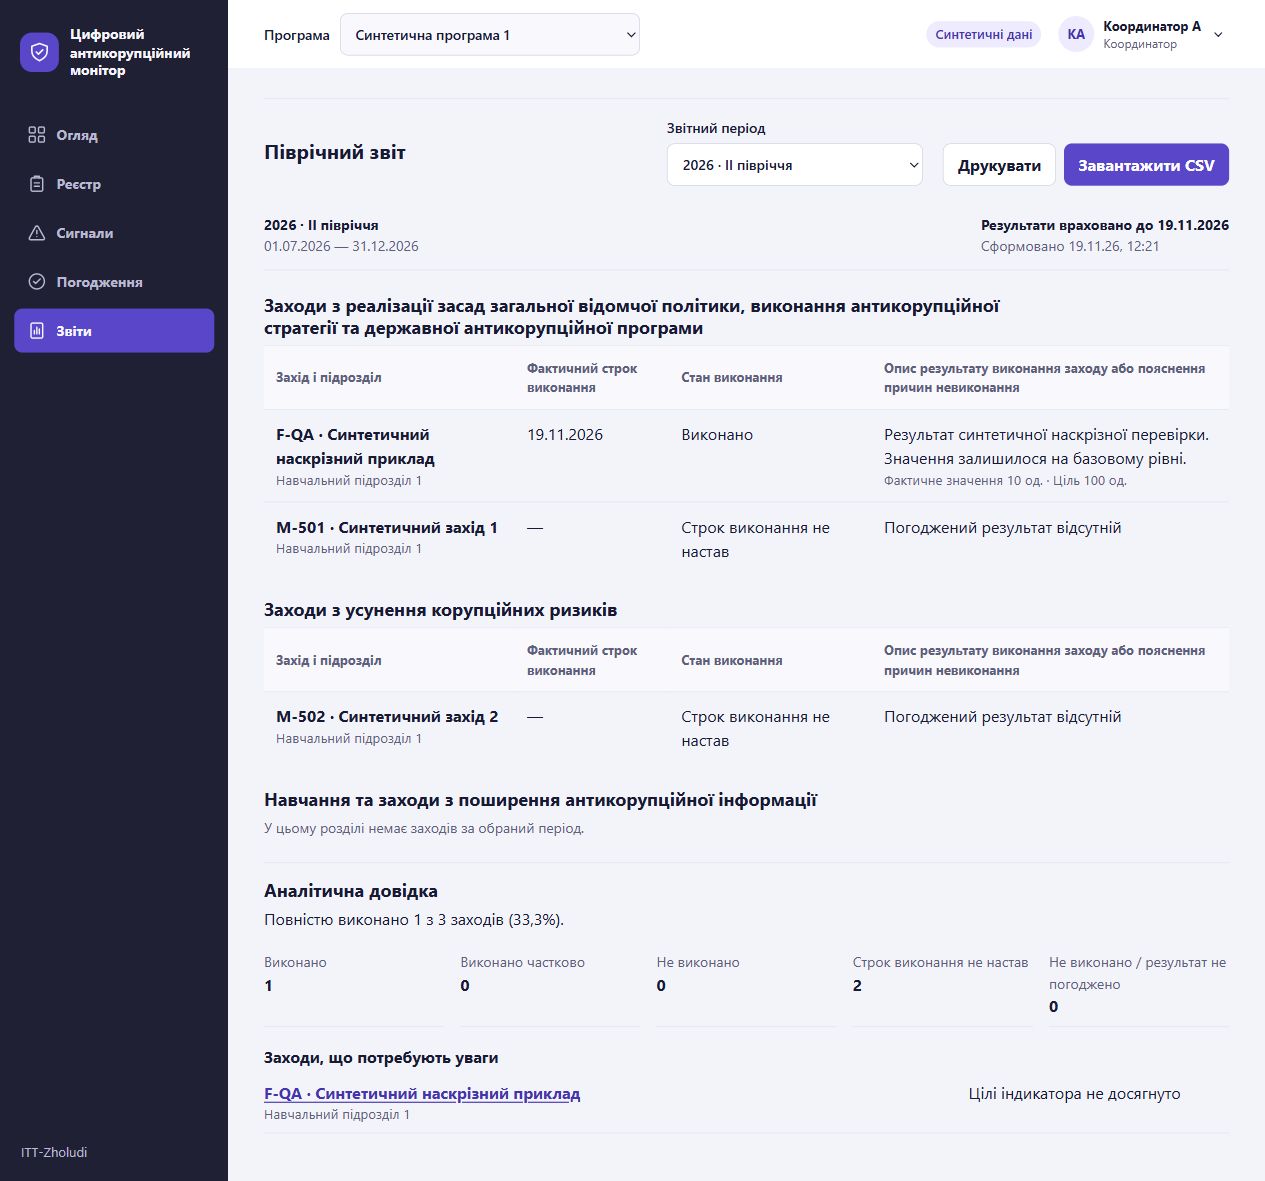 Цифровий
антикорупційний
монітор
Огляд
Реєстр
Сигнали
Погодження
Звіти
ITT-Zholudi
Програма
Синтетична програма 1
Синтетичні дані
КА
Координатор А
Координатор
Піврічний звіт
Звітний період
2026 · II півріччя
Друкувати
Завантажити CSV
2026 · II півріччя
01.07.2026 — 31.12.2026
Результати враховано до 19.11.2026
Сформовано 19.11.26, 12:21
Заходи з реалізації засад загальної відомчої політики, виконання антикорупційної
стратегії та державної антикорупційної програми
Захід і підрозділ
Фактичний строк
виконання
Стан виконання
Опис результату виконання заходу або пояснення
причин невиконання
F-QA · Синтетичний
наскрізний приклад
Навчальний підрозділ 1
19.11.2026
Виконано
Результат синтетичної наскрізної перевірки.
Значення залишилося на базовому рівні.
Фактичне значення 10 од. · Ціль 100 од.
M-501 · Синтетичний захід 1
Навчальний підрозділ 1
—
Строк виконання не
настав
Погоджений результат відсутній
Заходи з усунення корупційних ризиків
Захід і підрозділ
Фактичний строк
виконання
Стан виконання
Опис результату виконання заходу або пояснення
причин невиконання
M-502 · Синтетичний захід 2
Навчальний підрозділ 1
—
Строк виконання не
настав
Погоджений результат відсутній
Навчання та заходи з поширення антикорупційної інформації
У цьому розділі немає заходів за обраний період.
Аналітична довідка
Повністю виконано 1 з 3 заходів (33,3%).
Виконано
1
Виконано частково
0
Не виконано
0
Строк виконання не настав
2
Не виконано / результат не
погоджено
0
Заходи, що потребують уваги
F-QA · Синтетичний наскрізний приклад
Навчальний підрозділ 1
Цілі індикатора не досягнуто